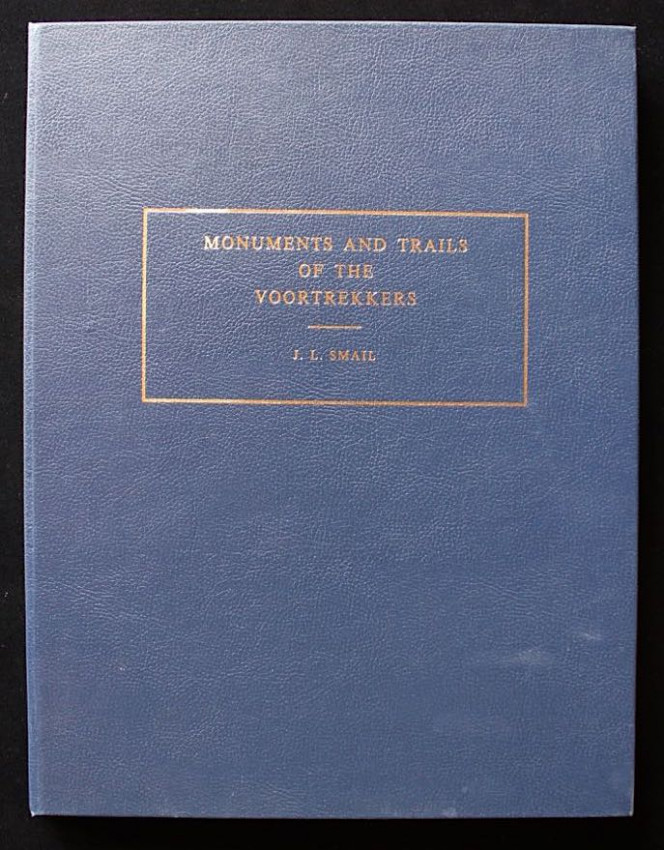 MONUMENTS AND TRAILS
OF THE
VOORTREKKERS
J. L. SMAIL